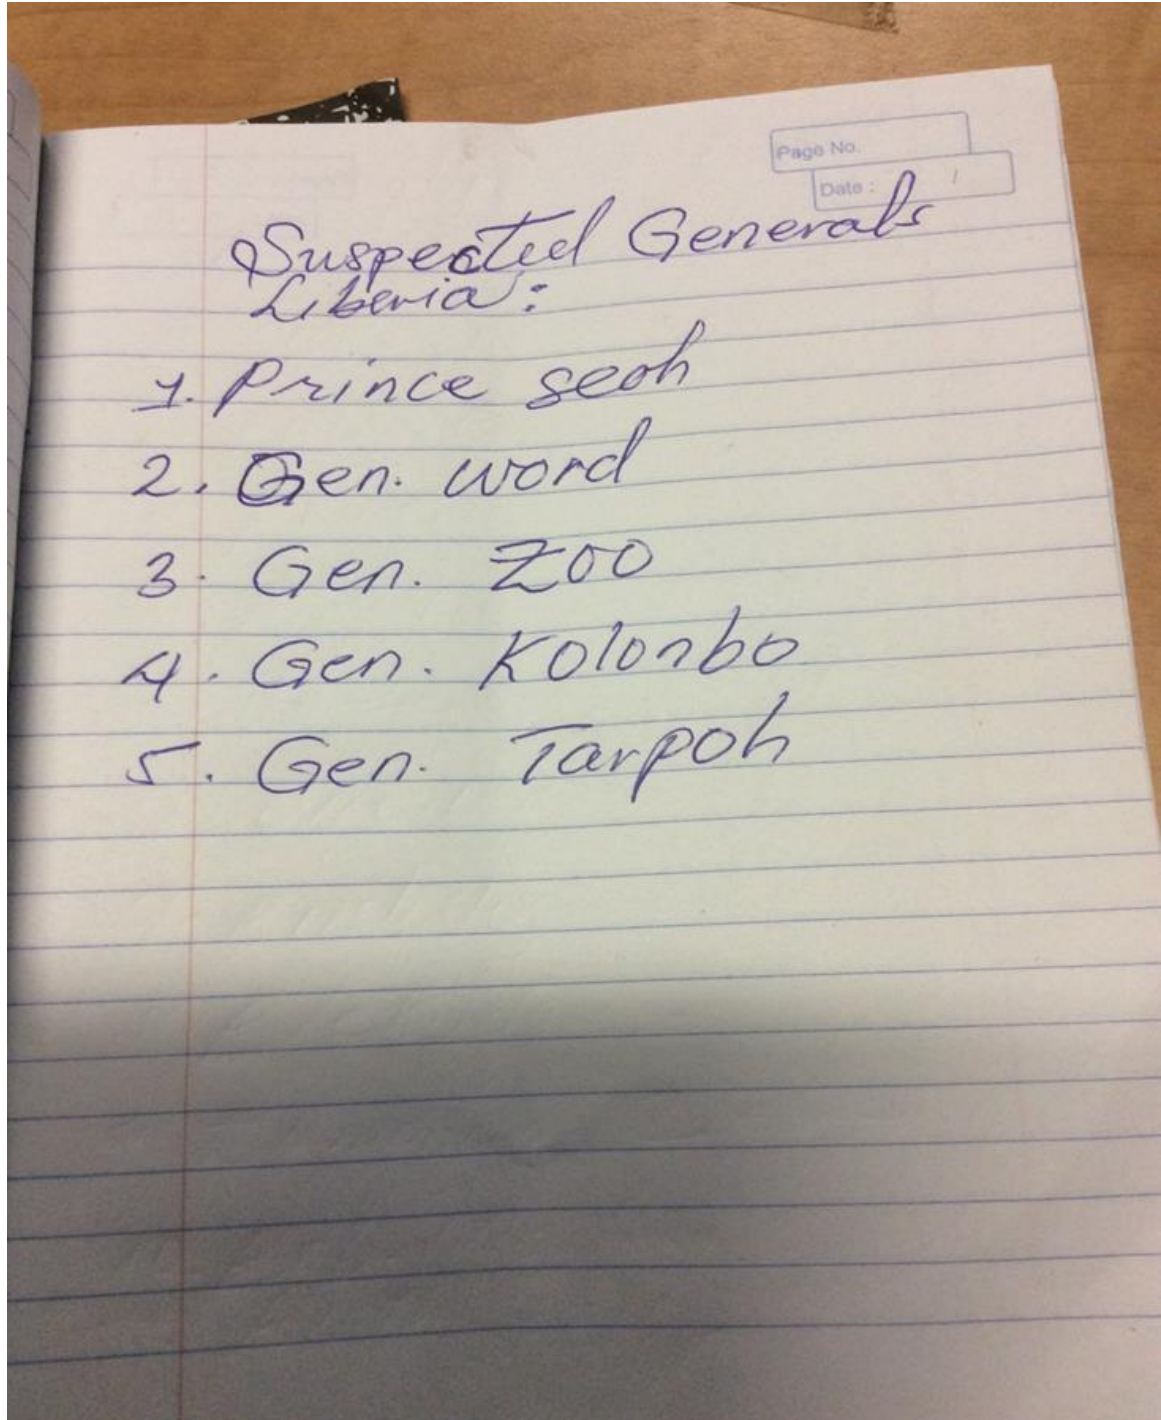 Page No.
Date :
Suspected Generals
Liberia:
1. Prince seoh
2. Gen. word
3. Gen. Zoo
4. Gen. Kolonbo
5. Gen. Tarpoh